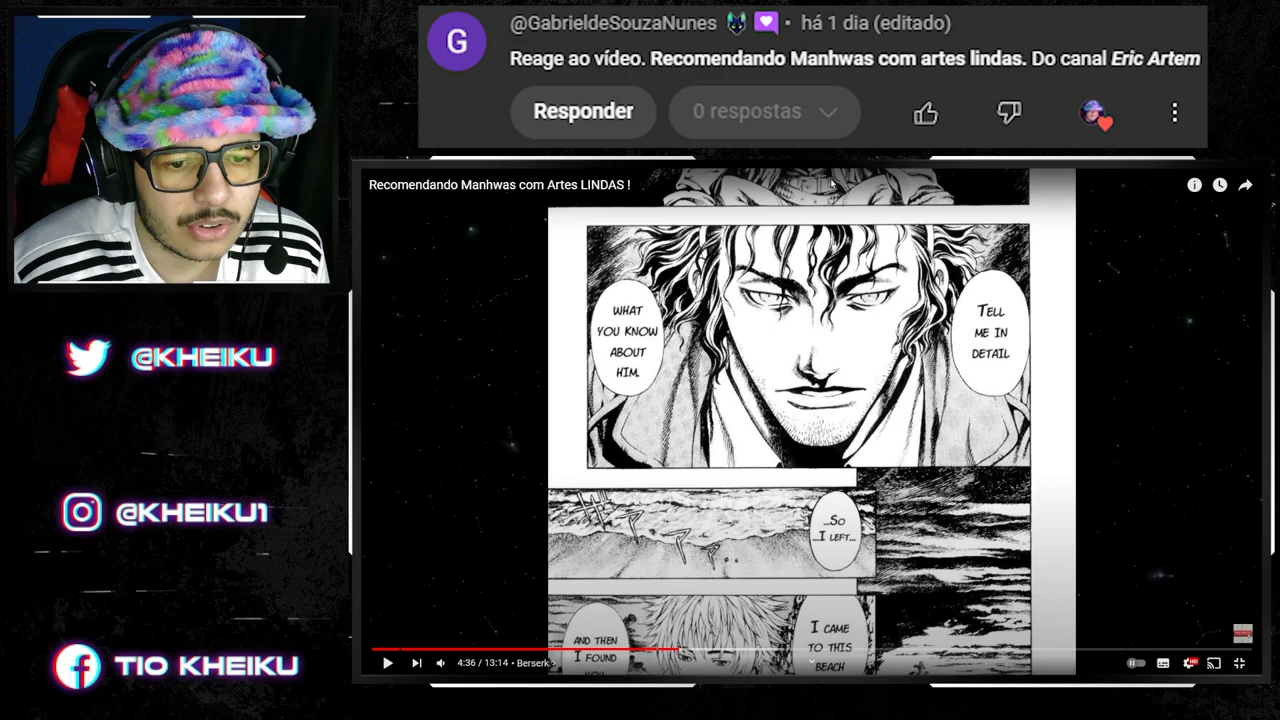 G
@GabrieldeSouzaNunes • há 1 dia (editado)
Reage ao vídeo. Recomendando Manhwas com artes lindas. Do canal Eric Artem
Responder
0 respostas
Recomendando Manhwas com Artes LINDAS !
WHAT
YOU KNOW
ABOUT
HIM.
TELL
ME IN
DETAIL
...SO
...I LEFT...
AND THEN
I FOUND
YOU
I CAME
TO THIS
BEACH
4:36 / 13:14 • Berserk >
HD
@KHEIKU
@KHEIKU1
TIO KHEIKU